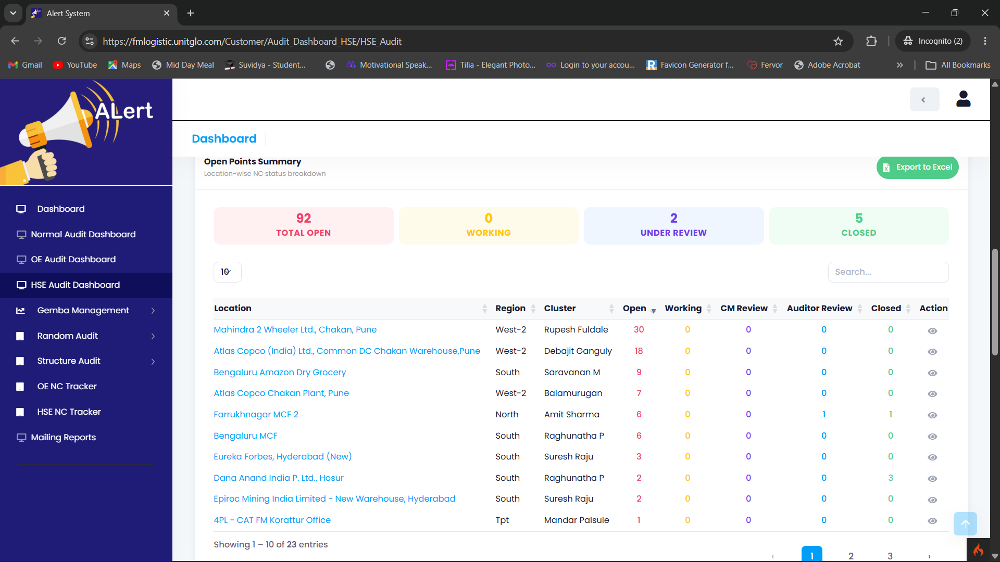 Alert System
https://fmlogistic.unitglo.com/Customer/Audit_Dashboard_HSE/HSE_Audit
Incognito (2)
Gmail
YouTube
Maps
Mid Day Meal
Suvidya - Student...
Motivational Speak...
Tilia - Elegant Photo...
Login to your accou...
Favicon Generator f...
Fervor
Adobe Acrobat
»
All Bookmarks
ALert
Dashboard
Normal Audit Dashboard
OE Audit Dashboard
HSE Audit Dashboard
Gemba Management
Random Audit
Structure Audit
OE NC Tracker
HSE NC Tracker
Mailing Reports
Dashboard
Open Points Summary
Location-wise NC status breakdown
Export to Excel
92
TOTAL OPEN
0
WORKING
2
UNDER REVIEW
5
CLOSED
10
Search...
Location Region Cluster Open Working CM Review Auditor Review Closed Action
Mahindra 2 Wheeler Ltd., Chakan, Pune West-2 Rupesh Fuldale 30 0 0 0 0
Atlas Copco (India) Ltd., Common DC Chakan Warehouse,Pune West-2 Debajit Ganguly 18 0 0 0 0
Bengaluru Amazon Dry Grocery South Saravanan M 9 0 0 0 0
Atlas Copco Chakan Plant, Pune West-2 Balamurugan 7 0 0 0 0
Farrukhnagar MCF 2 North Amit Sharma 6 0 0 1 1
Bengaluru MCF South Raghunatha P 6 0 0 0 0
Eureka Forbes, Hyderabad (New) South Suresh Raju 3 0 0 0 0
Dana Anand India P. Ltd., Hosur South Raghunatha P 2 0 0 0 3
Epiroc Mining India Limited - New Warehouse, Hyderabad South Suresh Raju 2 0 0 0 0
4PL - CAT FM Korattur Office Tpt Mandar Palsule 1 0 0 0 0
Showing 1 – 10 of 23 entries
‹ 1 2 3 ›